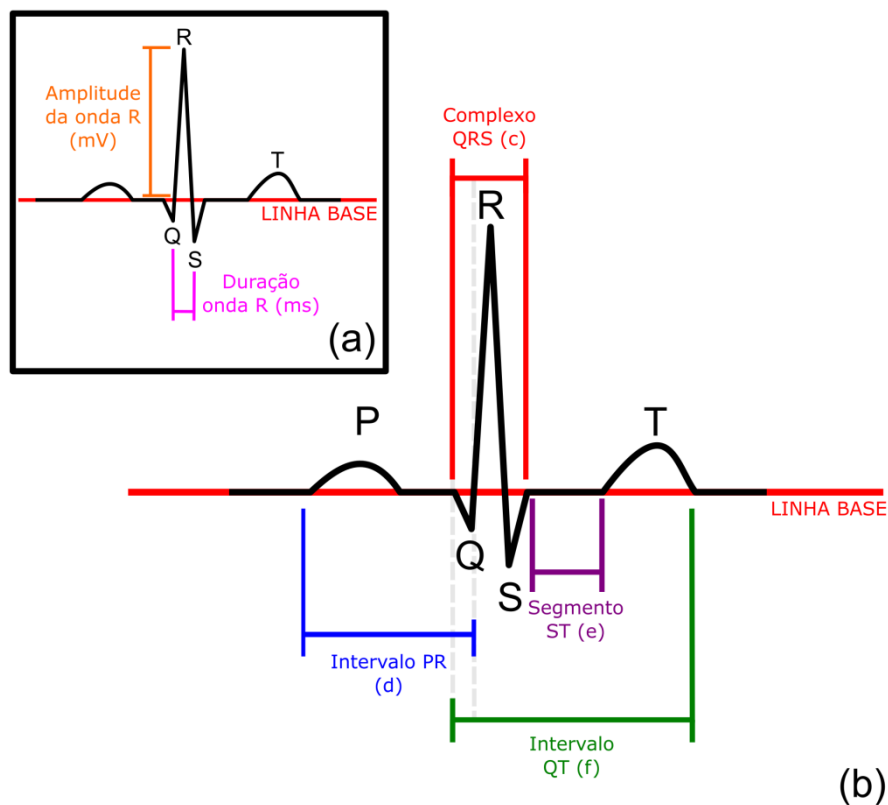 R
Amplitude
da onda R
(mV)
T
LINHA BASE
Q
S
Duração
onda R (ms)
(a)
Complexo
QRS (c)
R
P
T
LINHA BASE
Q
S
Segmento
ST (e)
Intervalo PR
(d)
Intervalo
QT (f)
(b)